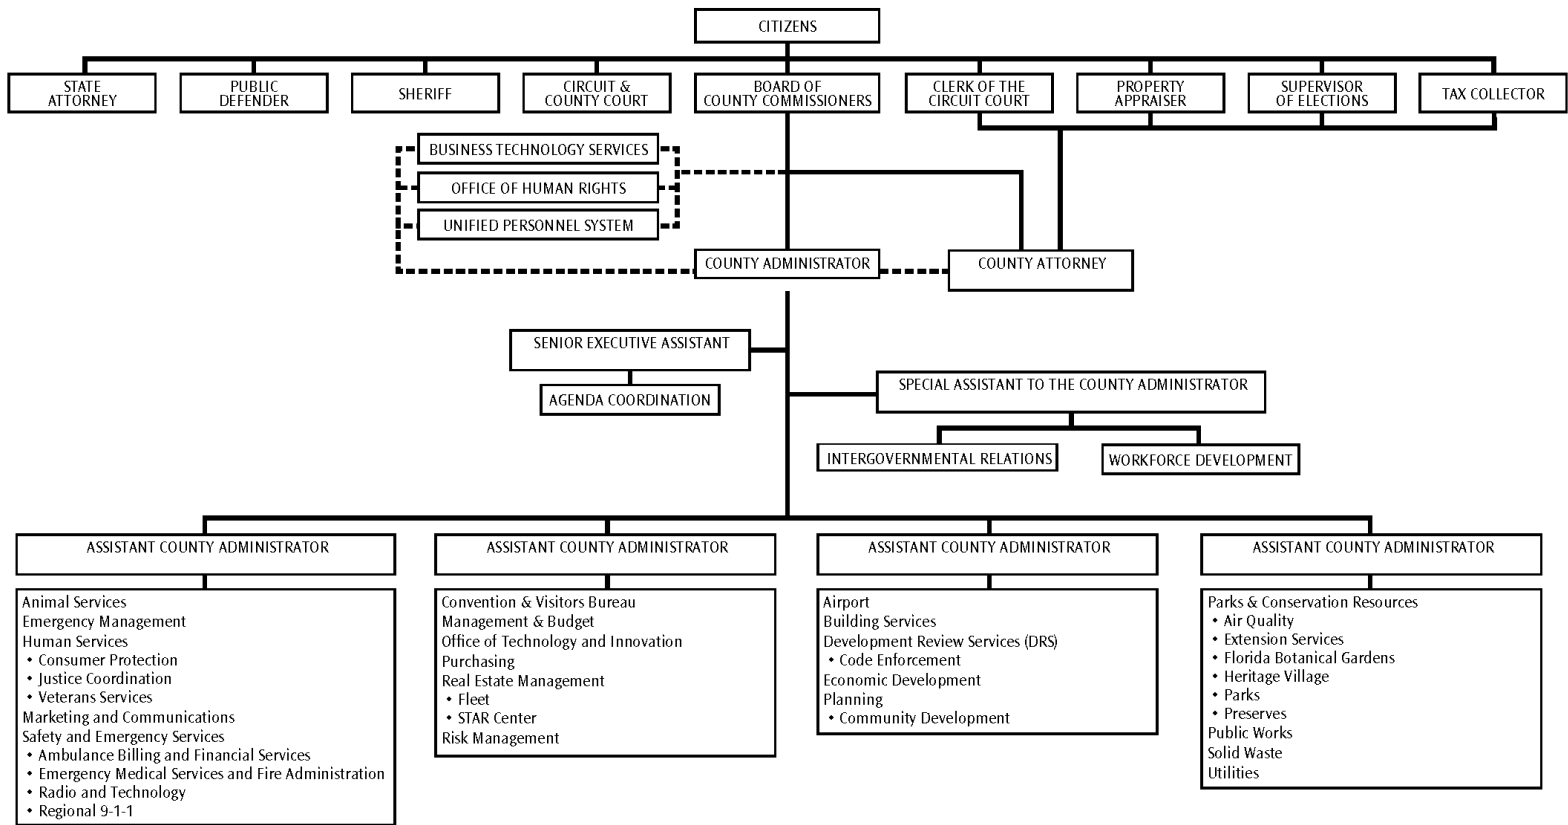 CITIZENS
STATE
ATTORNEY
PUBLIC
DEFENDER
SHERIFF
CIRCUIT &
COUNTY COURT
BOARD OF
COUNTY COMMISSIONERS
CLERK OF THE
CIRCUIT COURT
PROPERTY
APPRAISER
SUPERVISOR
OF ELECTIONS
TAX COLLECTOR
BUSINESS TECHNOLOGY SERVICES
OFFICE OF HUMAN RIGHTS
UNIFIED PERSONNEL SYSTEM
COUNTY ADMINISTRATOR
COUNTY ATTORNEY
SENIOR EXECUTIVE ASSISTANT
AGENDA COORDINATION
SPECIAL ASSISTANT TO THE COUNTY ADMINISTRATOR
INTERGOVERNMENTAL RELATIONS
WORKFORCE DEVELOPMENT
ASSISTANT COUNTY ADMINISTRATOR
Animal Services
Emergency Management
Human Services
• Consumer Protection
• Justice Coordination
• Veterans Services
Marketing and Communications
Safety and Emergency Services
• Ambulance Billing and Financial Services
• Emergency Medical Services and Fire Administration
• Radio and Technology
• Regional 9-1-1
ASSISTANT COUNTY ADMINISTRATOR
Convention & Visitors Bureau
Management & Budget
Office of Technology and Innovation
Purchasing
Real Estate Management
• Fleet
• STAR Center
Risk Management
ASSISTANT COUNTY ADMINISTRATOR
Airport
Building Services
Development Review Services (DRS)
• Code Enforcement
Economic Development
Planning
• Community Development
ASSISTANT COUNTY ADMINISTRATOR
Parks & Conservation Resources
• Air Quality
• Extension Services
• Florida Botanical Gardens
• Heritage Village
• Parks
• Preserves
Public Works
Solid Waste
Utilities